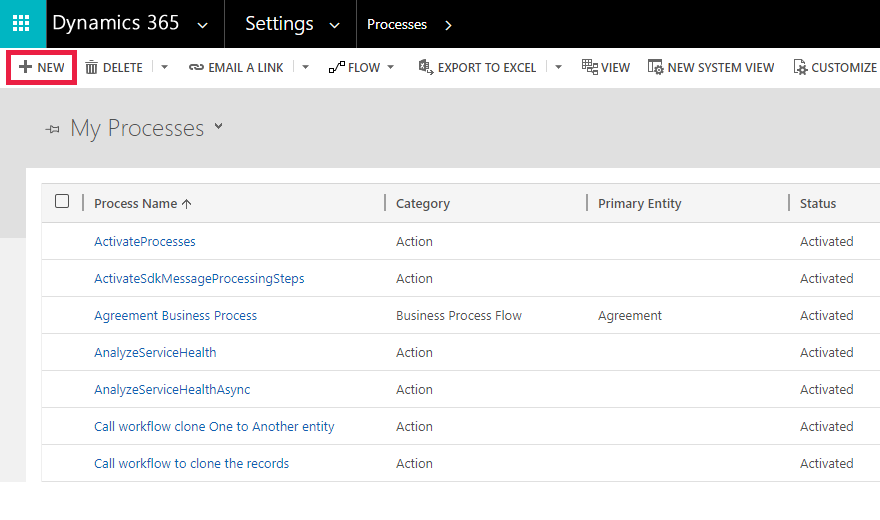 Dynamics 365 Settings Processes
NEW DELETE EMAIL A LINK FLOW EXPORT TO EXCEL VIEW NEW SYSTEM VIEW CUSTOMIZE
My Processes
Process Name Category Primary Entity Status
ActivateProcesses Action Activated
ActivateSdkMessageProcessingSteps Action Activated
Agreement Business Process Business Process Flow Agreement Activated
AnalyzeServiceHealth Action Activated
AnalyzeServiceHealthAsync Action Activated
Call workflow clone One to Another entity Action Activated
Call workflow to clone the records Action Activated